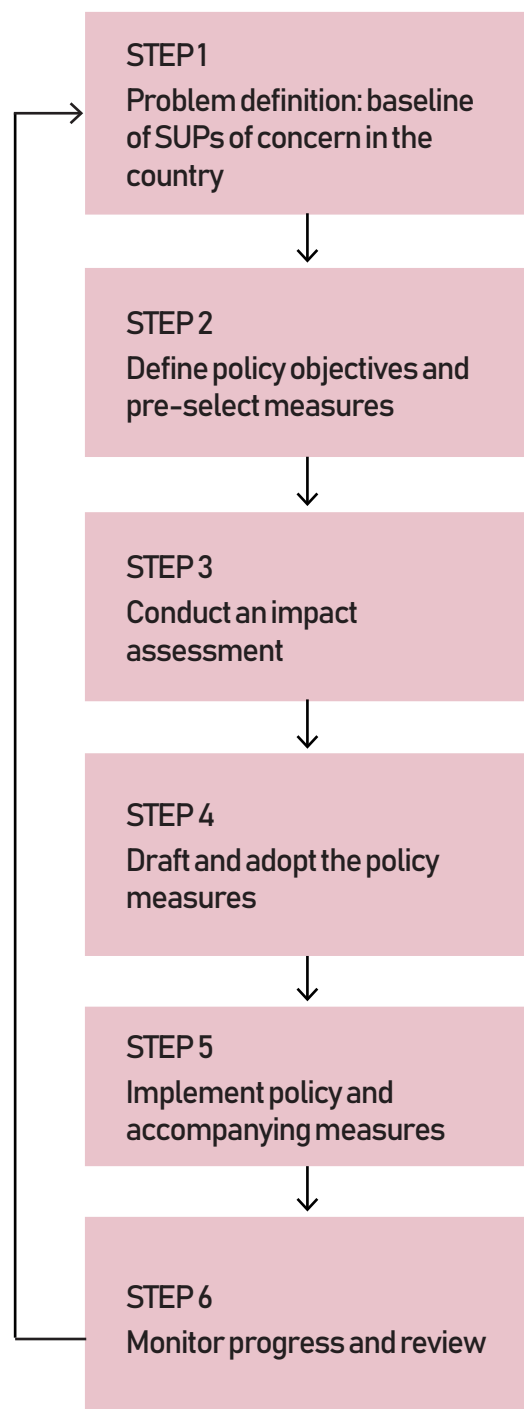 STEP 1
Problem definition: baseline
of SUPs of concern in the
country
STEP 2
Define policy objectives and
pre-select measures
STEP 3
Conduct an impact
assessment
STEP 4
Draft and adopt the policy
measures
STEP 5
Implement policy and
accompanying measures
STEP 6
Monitor progress and review